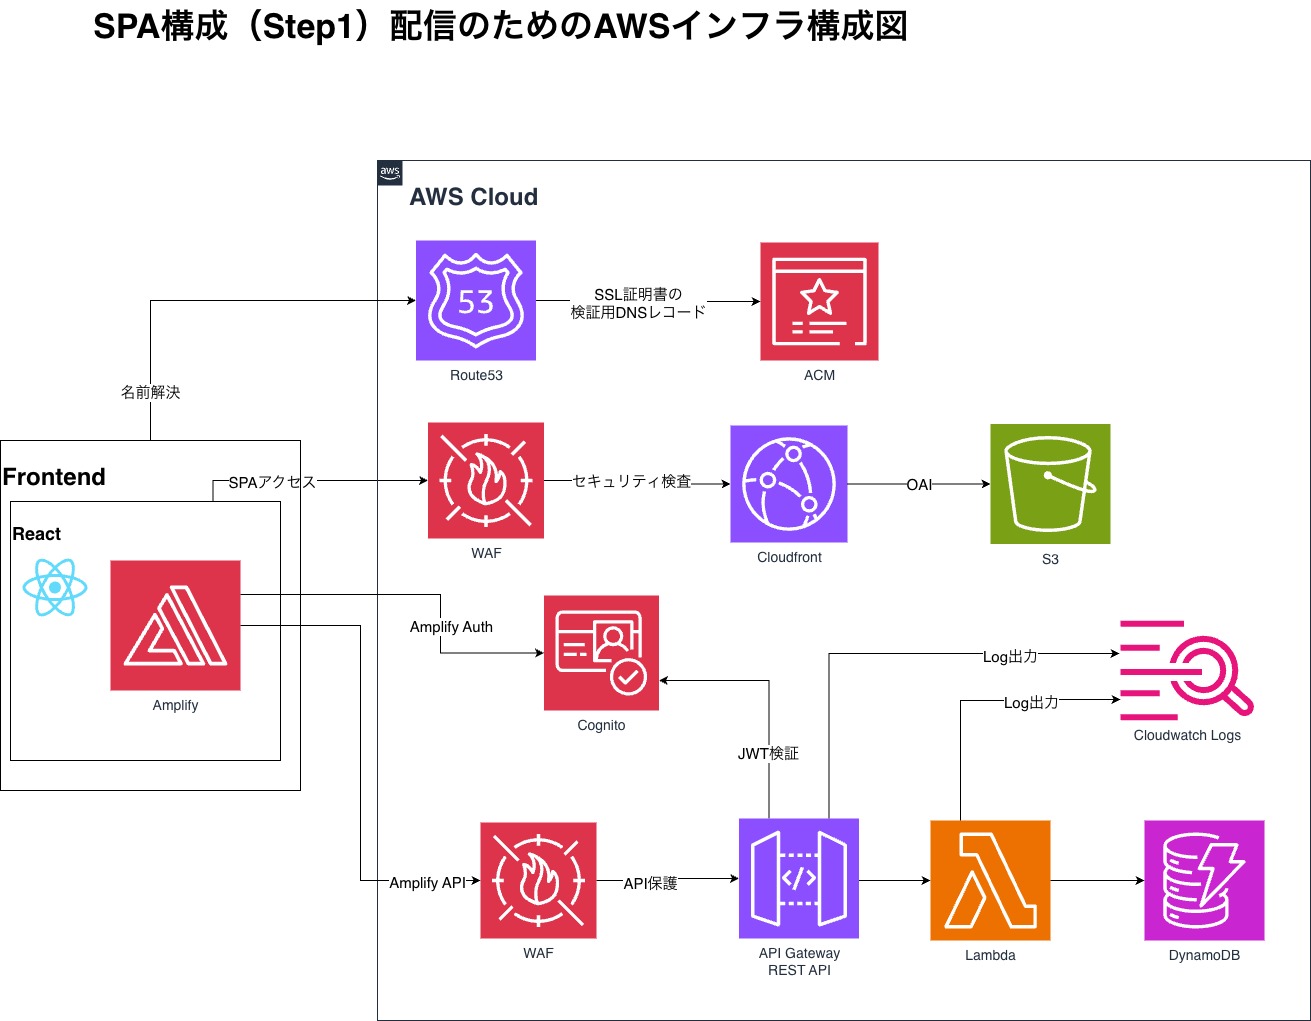 SPA構成（Step1）配信のためのAWSインフラ構成図
aws
AWS Cloud
53
SSL証明書の
検証用DNSレコード
Route53
ACM
名前解決
Frontend
SPAアクセス
セキュリティ検査
OAI
WAF
Cloudfront
S3
React
Amplify
Amplify Auth
Cognito
Log出力
Log出力
Cloudwatch Logs
JWT検証
Amplify API
API保護
</>
WAF
API Gateway
REST API
Lambda
DynamoDB